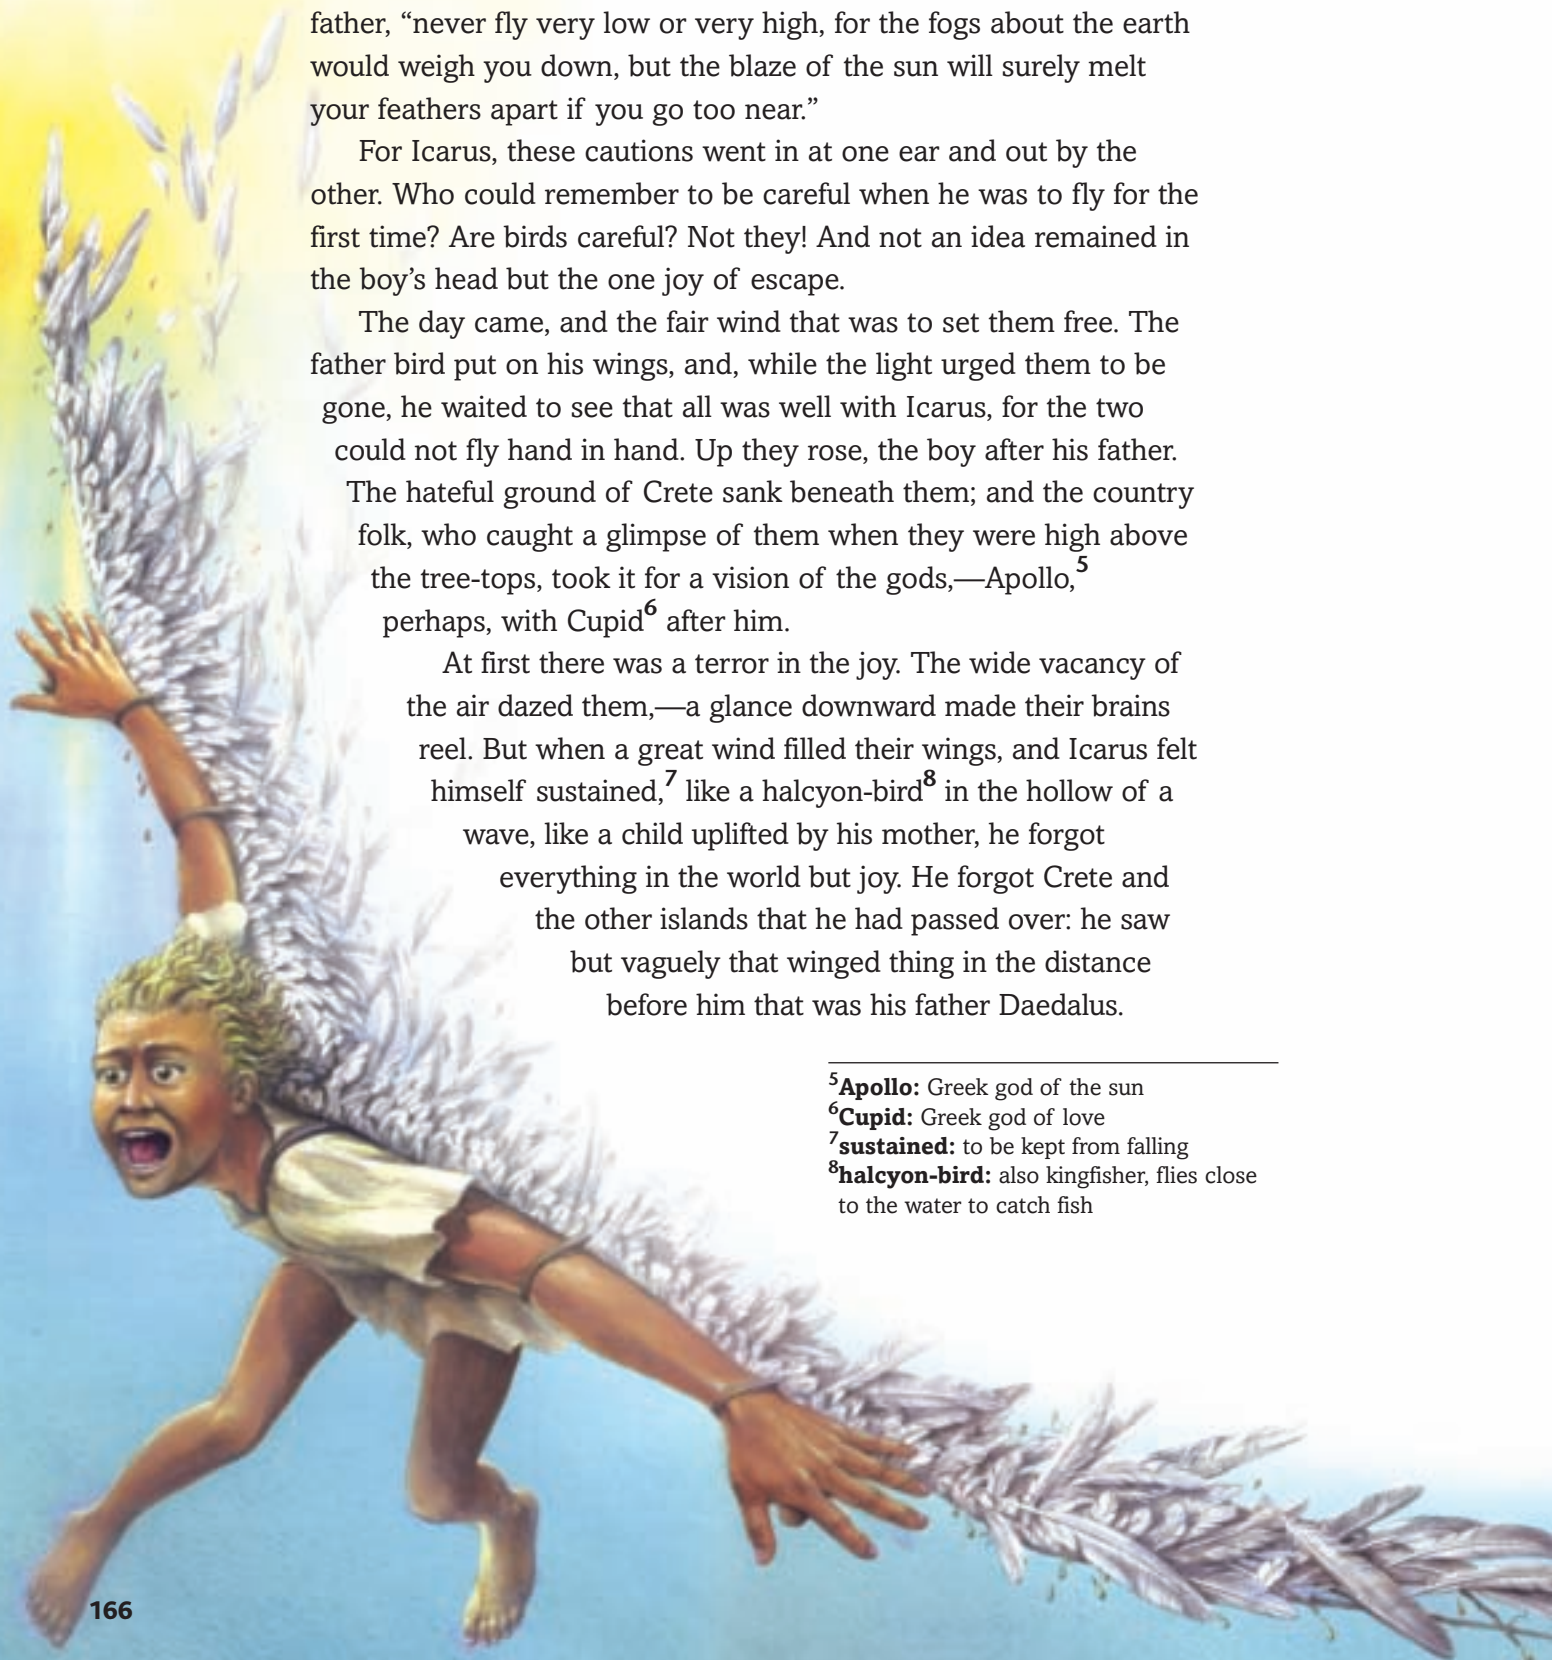 father, “never fly very low or very high, for the fogs about the earth
would weigh you down, but the blaze of the sun will surely melt
your feathers apart if you go too near.”
For Icarus, these cautions went in at one ear and out by the
other. Who could remember to be careful when he was to fly for the
first time? Are birds careful? Not they! And not an idea remained in
the boy’s head but the one joy of escape.
The day came, and the fair wind that was to set them free. The
father bird put on his wings, and, while the light urged them to be
gone, he waited to see that all was well with Icarus, for the two
could not fly hand in hand. Up they rose, the boy after his father.
The hateful ground of Crete sank beneath them; and the country
folk, who caught a glimpse of them when they were high above
the tree-tops, took it for a vision of the gods,—Apollo,5
perhaps, with Cupid6 after him.
At first there was a terror in the joy. The wide vacancy of
the air dazed them,—a glance downward made their brains
reel. But when a great wind filled their wings, and Icarus felt
himself sustained,7 like a halcyon-bird8 in the hollow of a
wave, like a child uplifted by his mother, he forgot
everything in the world but joy. He forgot Crete and
the other islands that he had passed over: he saw
but vaguely that winged thing in the distance
before him that was his father Daedalus.
5Apollo: Greek god of the sun
6Cupid: Greek god of love
7sustained: to be kept from falling
8halcyon-bird: also kingfisher, flies close
to the water to catch fish
166